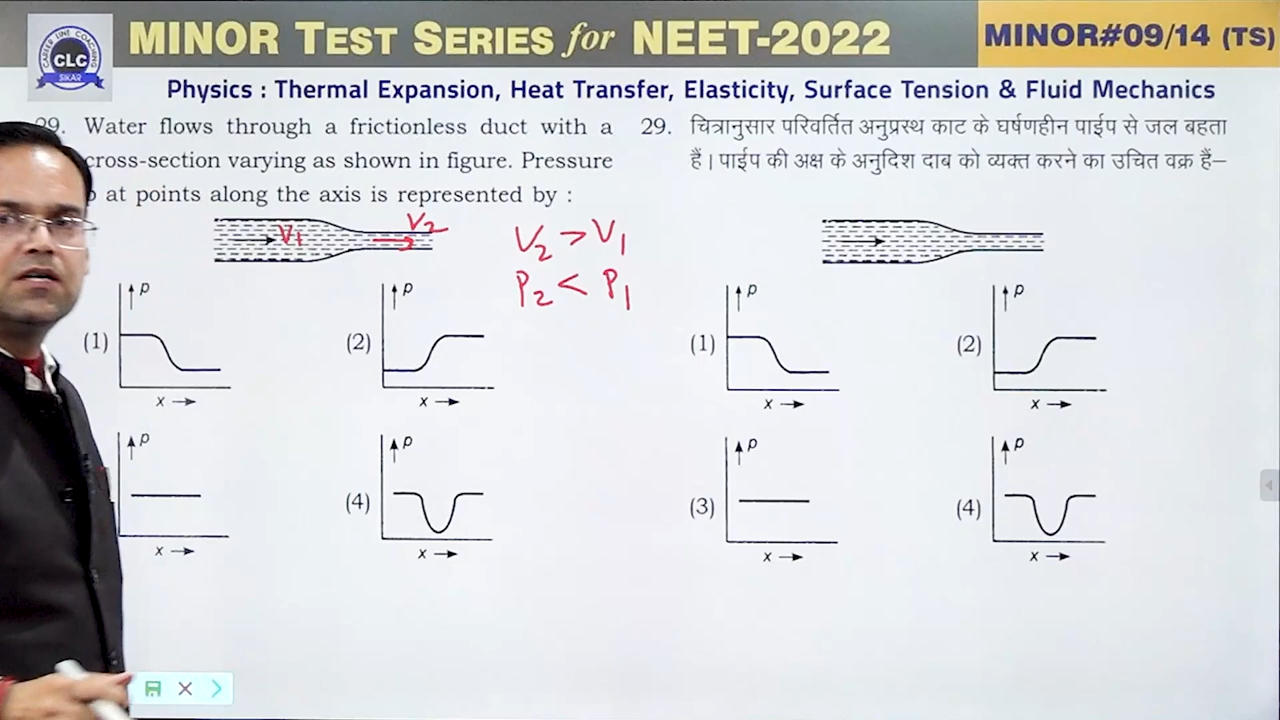 CAREER LINE COACHING
CLC
SIKAR
MINOR TEST SERIES for NEET-2022
MINOR#09/14 (TS)
Physics : Thermal Expansion, Heat Transfer, Elasticity, Surface Tension & Fluid Mechanics
29. Water flows through a frictionless duct with a
cross-section varying as shown in figure. Pressure
p at points along the axis is represented by :
V1
V2
V2 > V1
P2 < P1
(1)
p
x
(2)
p
x
p
x
(4)
p
x
29. चित्रानुसार परिवर्तित अनुप्रस्थ काट के घर्षणहीन पाईप से जल बहता
हैं। पाईप की अक्ष के अनुदिश दाब को व्यक्त करने का उचित वक्र हैं–
(1)
p
x
(2)
p
x
(3)
p
x
(4)
p
x